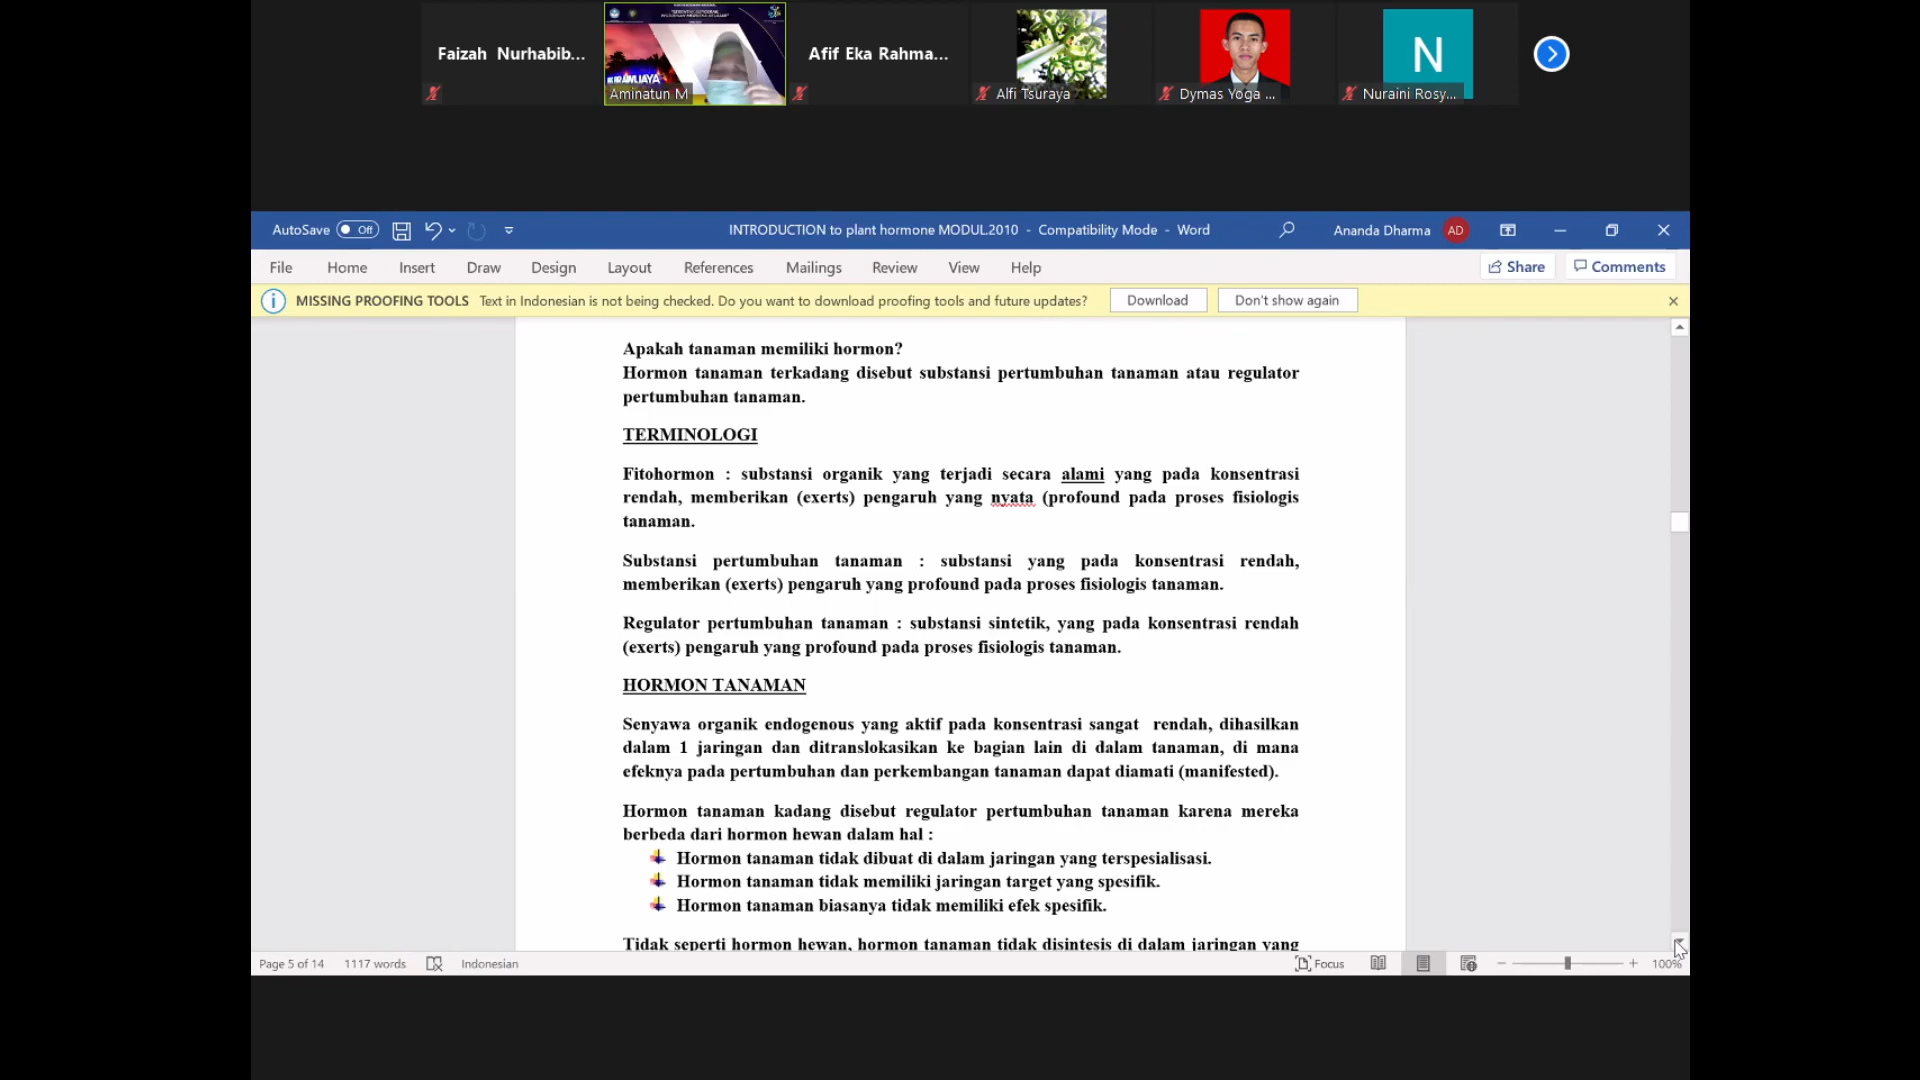 Faizah Nurhabib...
Aminatun M
Afif Eka Rahma...
Alfi Tsuraya
Dymas Yoga ...
N
Nuraini Rosy...
AutoSave Off
INTRODUCTION to plant hormone MODUL.2010 - Compatibility Mode - Word
Ananda Dharma AD
File Home Insert Draw Design Layout References Mailings Review View Help Share Comments
MISSING PROOFING TOOLS Text in Indonesian is not being checked. Do you want to download proofing tools and future updates? Download Don't show again
Apakah tanaman memiliki hormon?
Hormon tanaman terkadang disebut substansi pertumbuhan tanaman atau regulator
pertumbuhan tanaman.
TERMINOLOGI
Fitohormon : substansi organik yang terjadi secara alami yang pada konsentrasi
rendah, memberikan (exerts) pengaruh yang nyata (profound pada proses fisiologis
tanaman.
Substansi pertumbuhan tanaman : substansi yang pada konsentrasi rendah,
memberikan (exerts) pengaruh yang profound pada proses fisiologis tanaman.
Regulator pertumbuhan tanaman : substansi sintetik, yang pada konsentrasi rendah
(exerts) pengaruh yang profound pada proses fisiologis tanaman.
HORMON TANAMAN
Senyawa organik endogenous yang aktif pada konsentrasi sangat rendah, dihasilkan
dalam 1 jaringan dan ditranslokasikan ke bagian lain di dalam tanaman, di mana
efeknya pada pertumbuhan dan perkembangan tanaman dapat diamati (manifested).
Hormon tanaman kadang disebut regulator pertumbuhan tanaman karena mereka
berbeda dari hormon hewan dalam hal :
Hormon tanaman tidak dibuat di dalam jaringan yang terspesialisasi.
Hormon tanaman tidak memiliki jaringan target yang spesifik.
Hormon tanaman biasanya tidak memiliki efek spesifik.
Tidak seperti hormon hewan, hormon tanaman tidak disintesis di dalam jaringan yang
Page 5 of 14 1117 words Indonesian Focus 100%